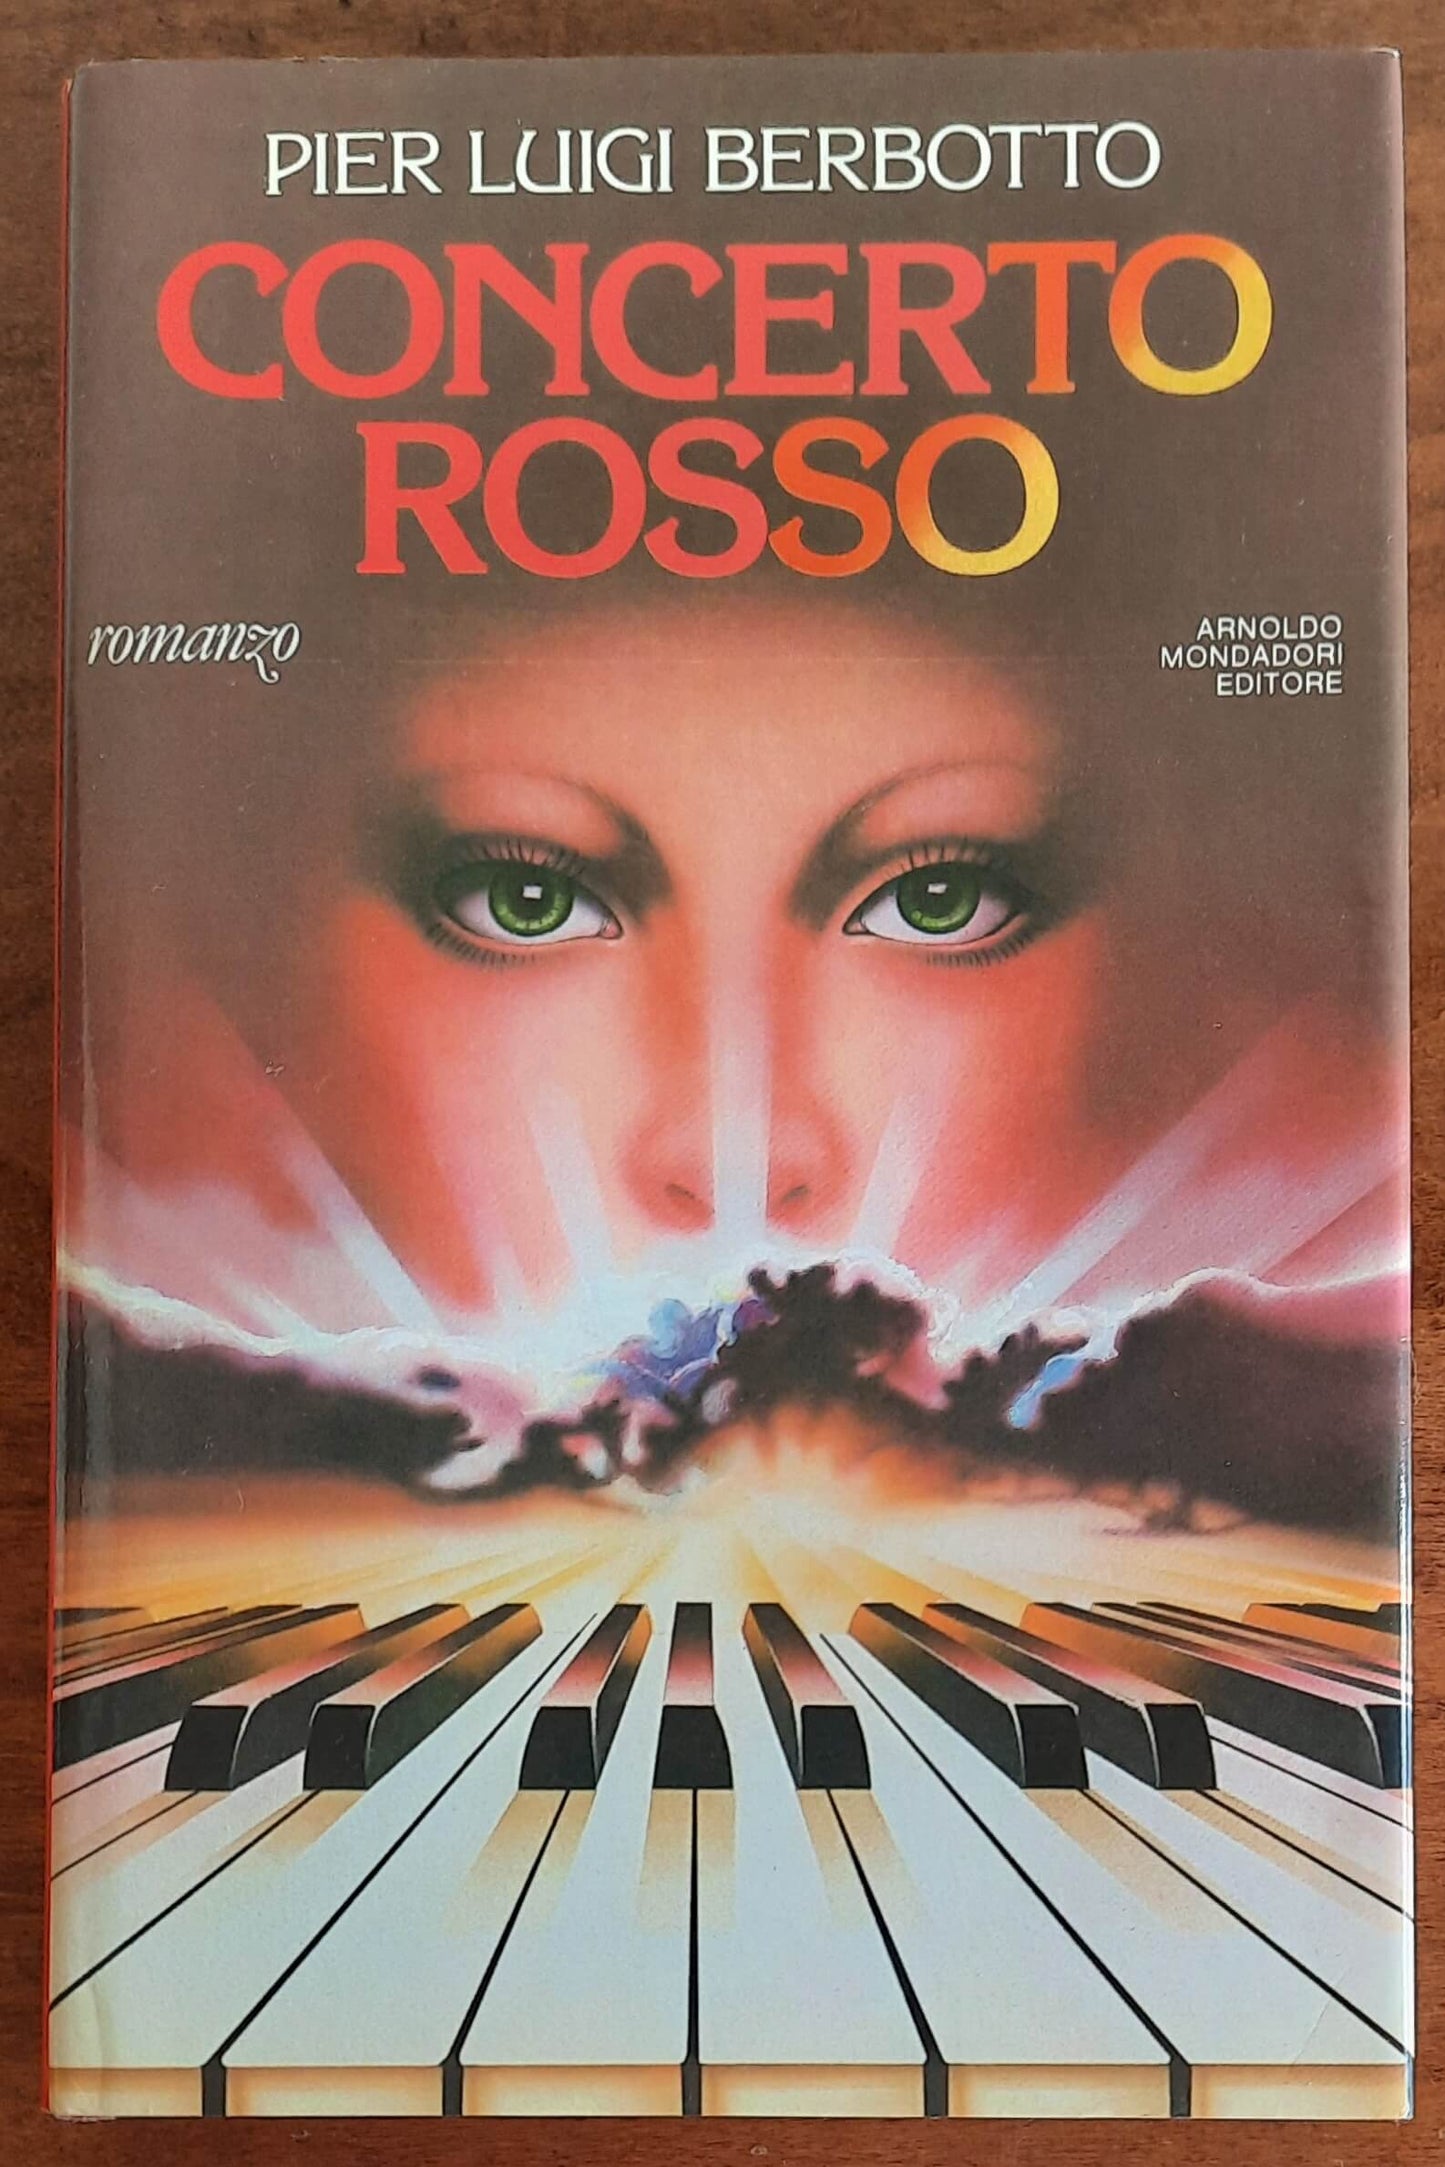 PIER LUIGI BERBOTTO
CONCERTO
ROSSO
romanzo
ARNOLDO
MONDADORI
EDITORE